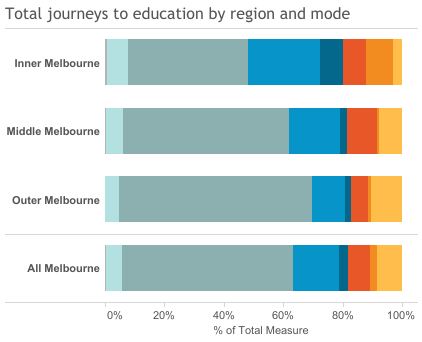 Total journeys to education by region and mode
Inner Melbourne
Middle Melbourne
Outer Melbourne
All Melbourne
0% 20% 40% 60% 80% 100%
% of Total Measure